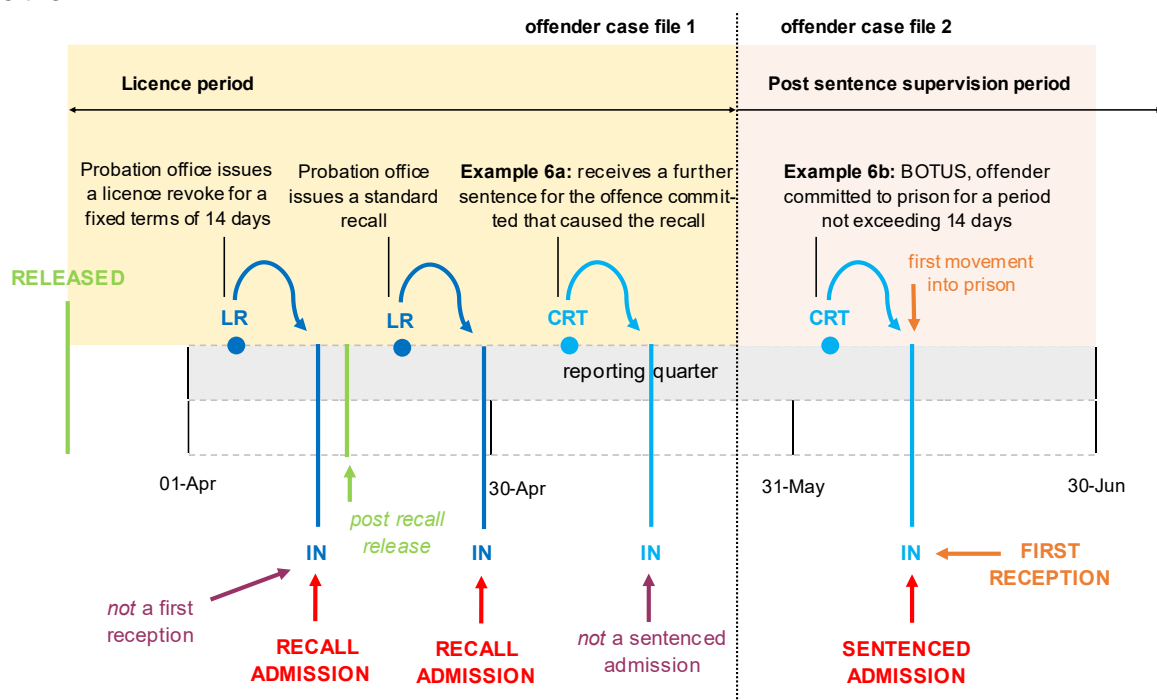 offender case file 1
offender case file 2
Licence period
Post sentence supervision period
Probation office issues
a licence revoke for a
fixed terms of 14 days
Probation office
issues a standard
recall
Example 6a: receives a further
sentence for the offence commit-
ted that caused the recall
Example 6b: BOTUS, offender
committed to prison for a period
not exceeding 14 days
RELEASED
first movement
into prison
LR
LR
CRT
CRT
reporting quarter
01-Apr
30-Apr
31-May
30-Jun
post recall
release
IN
IN
IN
IN
FIRST
RECEPTION
not a first
reception
RECALL
ADMISSION
RECALL
ADMISSION
not a sentenced
admission
SENTENCED
ADMISSION